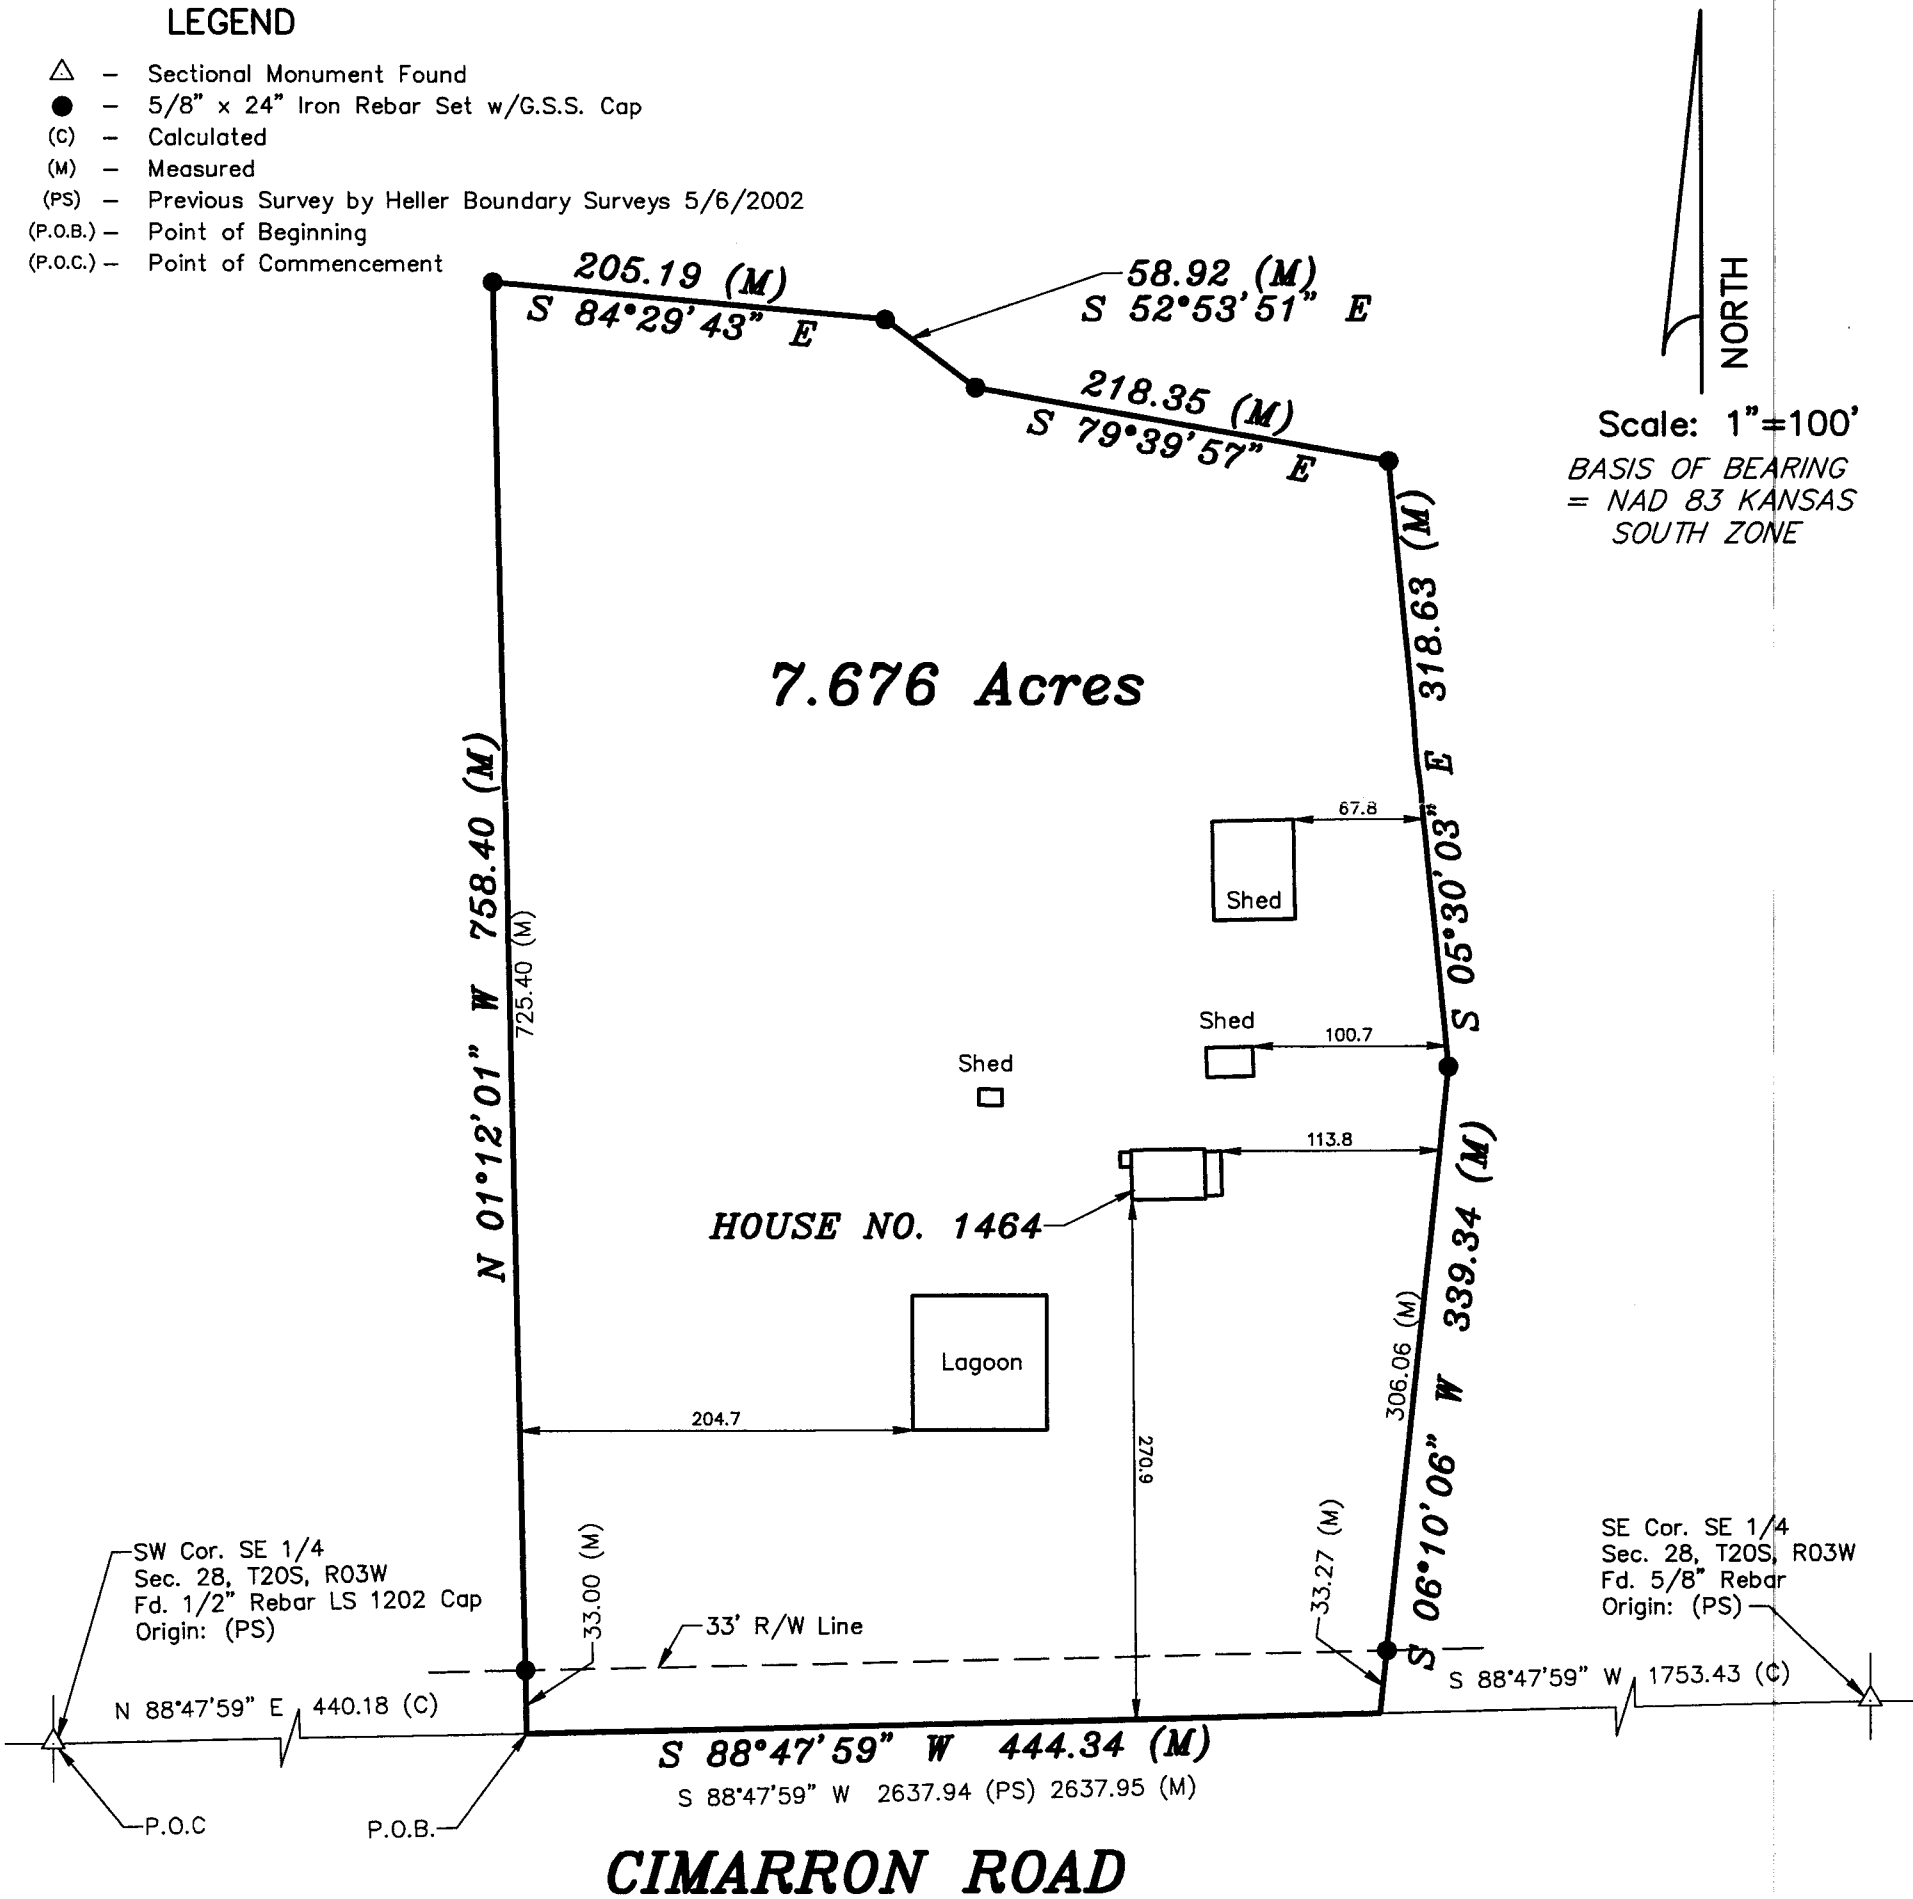 LEGEND
△ – Sectional Monument Found
● – 5/8" x 24" Iron Rebar Set w/G.S.S. Cap
(C) – Calculated
(M) – Measured
(PS) – Previous Survey by Heller Boundary Surveys 5/6/2002
(P.O.B.) – Point of Beginning
(P.O.C.) – Point of Commencement
205.19 (M)
S 84°29'43" E
58.92 (M)
S 52°53'51" E
218.35 (M)
S 79°39'57" E
NORTH
Scale: 1"=100'
BASIS OF BEARING
= NAD 83 KANSAS
SOUTH ZONE
S 05°30'03" E 318.63 (M)
7.676 Acres
N 01°12'01" W 758.40 (M)
725.40 (M)
67.8
Shed
Shed
100.7
Shed
113.8
HOUSE NO. 1464
S 06°10'06" W 339.34 (M)
306.06 (M)
Lagoon
204.7
270.9
SW Cor. SE 1/4
Sec. 28, T20S, R03W
Fd. 1/2" Rebar LS 1202 Cap
Origin: (PS)
33.00 (M)
33' R/W Line
33.27 (M)
SE Cor. SE 1/4
Sec. 28, T20S, R03W
Fd. 5/8" Rebar
Origin: (PS)
N 88°47'59" E 440.18 (C)
S 88°47'59" W 1753.43 (C)
S 88°47'59" W 444.34 (M)
S 88°47'59" W 2637.94 (PS) 2637.95 (M)
P.O.C
P.O.B.
CIMARRON ROAD